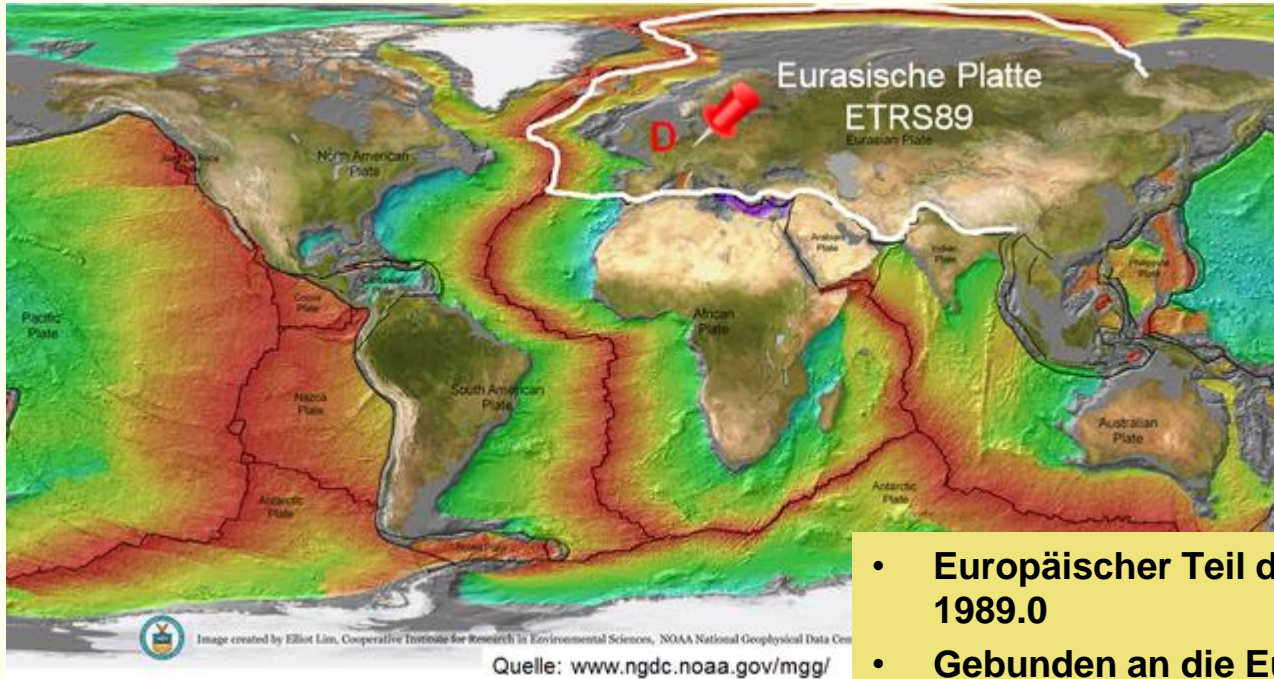 Eurasische Platte
ETRS89
Eurasian Plate
D
Juan De Fuca
Plate
North American
Plate
Arabian
Plate
Indian
Plate
Philippine
Plate
Caribbean
Plate
Cocos
Plate
Pacific
Plate
African
Plate
South American
Plate
Nazca
Plate
Australian
Plate
Antarctic
Plate
Antarctic
Plate
Scotia Plate
Image created by Elliot Lim, Cooperative Institute for Research in Environmental Sciences, NOAA National Geophysical Data Cen
Quelle: www.ngdc.noaa.gov/mgg/
• Europäischer Teil d
1989.0
• Gebunden an die Eu